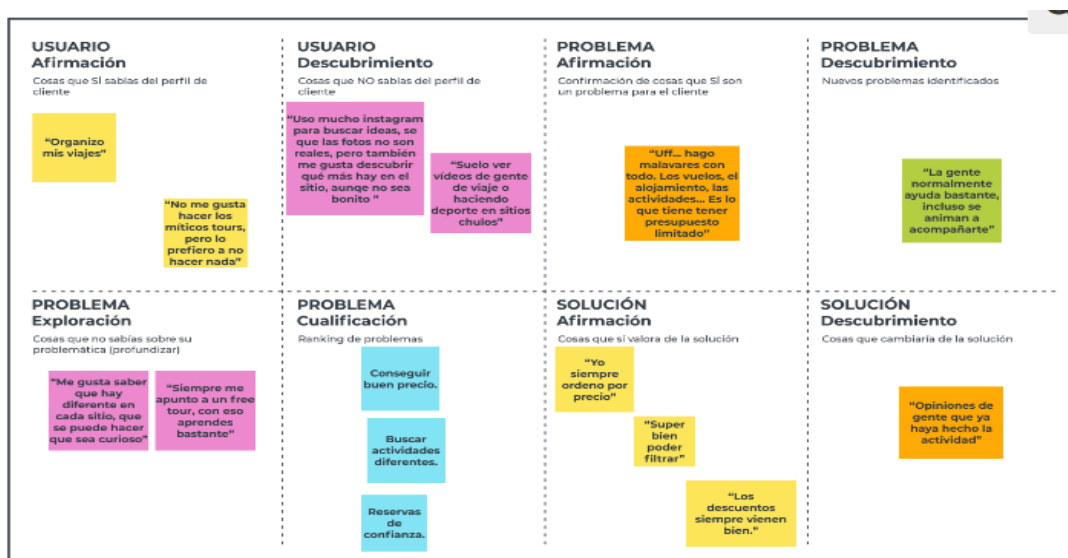 USUARIO
Afirmación
Cosas que SÍ sabías del perfil de
cliente
“Organizo
mis viajes”
“No me gusta
hacer los
míticos tours,
pero lo
prefiero a no
hacer nada”
USUARIO
Descubrimiento
Cosas que NO sabías del perfil de
cliente
“Uso mucho instagram
para buscar ideas, se
que las fotos no son
reales, pero también
me gusta descubrir
qué más hay en el
sitio, aunqe no sea
bonito ”
“Suelo ver
vídeos de gente
de viaje o
haciendo
deporte en sitios
chulos”
PROBLEMA
Afirmación
Confirmación de cosas que SÍ son
un problema para el cliente
“Uff... hago
malavares con
todo. Los vuelos, el
alojamiento, las
actividades... Es lo
que tiene tener
presupuesto
limitado”
PROBLEMA
Descubrimiento
Nuevos problemas identificados
“La gente
normalmente
ayuda bastante,
incluso se
animan a
acompañarte”
PROBLEMA
Exploración
Cosas que no sabías sobre su
problemática (profundizar)
“Me gusta saber
que hay
diferente en
cada sitio, que
se puede hacer
que sea curioso”
“Siempre me
apunto a un free
tour, con eso
aprendes
bastante”
PROBLEMA
Cualificación
Ranking de problemas
Conseguir
buen precio.
Buscar
actividades
diferentes.
Reservas
de
confianza.
SOLUCIÓN
Afirmación
Cosas que sí valora de la solución
“Yo
siempre
ordeno por
precio”
“Super
bien poder
filtrar”
“Los
descuentos
siempre vienen
bien.”
SOLUCIÓN
Descubrimiento
Cosas que cambiaría de la solución
“Opiniones de
gente que ya
haya hecho la
actividad”